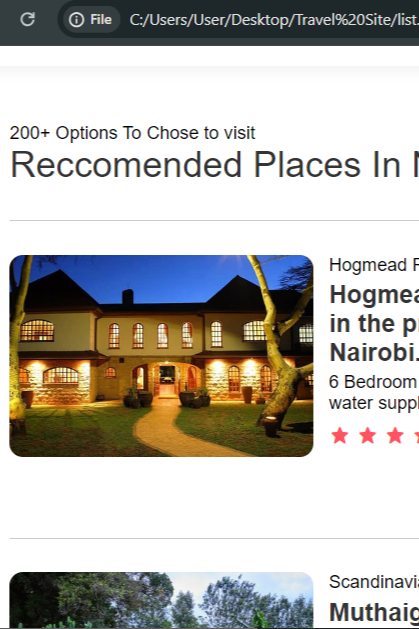 File C:/Users/User/Desktop/Travel%20Site/list.
200+ Options To Chose to visit
Reccomended Places In
Hogmead
Hogmea
in the p
Nairobi.
6 Bedroom
water suppl
Scandinavia
Muthaig